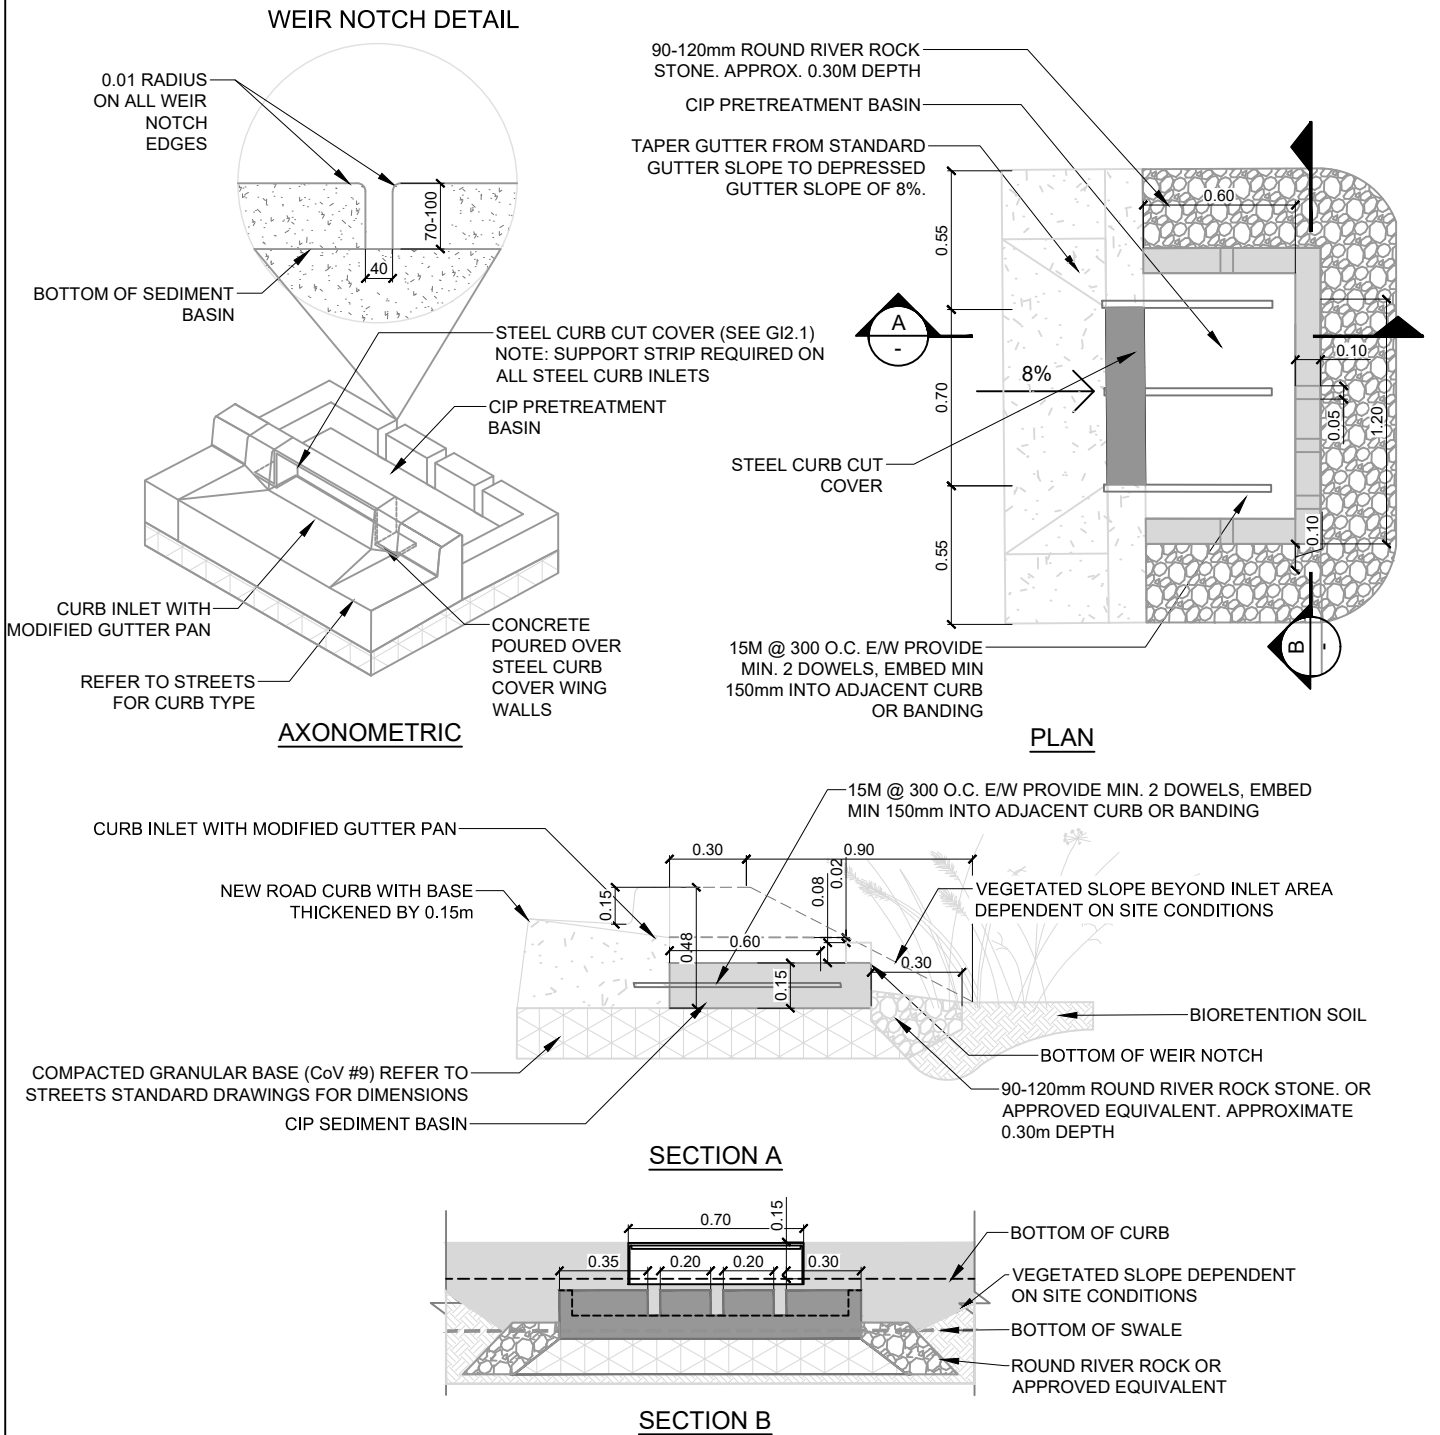 WEIR NOTCH DETAIL
0.01 RADIUS
ON ALL WEIR
NOTCH
EDGES
70-100
40
BOTTOM OF SEDIMENT
BASIN
STEEL CURB CUT COVER (SEE GI2.1)
NOTE: SUPPORT STRIP REQUIRED ON
ALL STEEL CURB INLETS
CIP PRETREATMENT
BASIN
CURB INLET WITH
MODIFIED GUTTER PAN
REFER TO STREETS
FOR CURB TYPE
CONCRETE
POURED OVER
STEEL CURB
COVER WING
WALLS
AXONOMETRIC
90-120mm ROUND RIVER ROCK
STONE. APPROX. 0.30M DEPTH
CIP PRETREATMENT BASIN
TAPER GUTTER FROM STANDARD
GUTTER SLOPE TO DEPRESSED
GUTTER SLOPE OF 8%.
0.60
0.55
A
-
8%
0.70
0.10
0.05
1.20
STEEL CURB CUT
COVER
0.55
0.10
B
-
15M @ 300 O.C. E/W PROVIDE
MIN. 2 DOWELS, EMBED MIN
150mm INTO ADJACENT CURB
OR BANDING
PLAN
15M @ 300 O.C. E/W PROVIDE MIN. 2 DOWELS, EMBED
MIN 150mm INTO ADJACENT CURB OR BANDING
CURB INLET WITH MODIFIED GUTTER PAN
0.30
0.90
NEW ROAD CURB WITH BASE
THICKENED BY 0.15m
0.15
0.48
0.60
0.08
0.02
VEGETATED SLOPE BEYOND INLET AREA
DEPENDENT ON SITE CONDITIONS
0.30
0.15
BIORETENTION SOIL
BOTTOM OF WEIR NOTCH
COMPACTED GRANULAR BASE (CoV #9) REFER TO
STREETS STANDARD DRAWINGS FOR DIMENSIONS
CIP SEDIMENT BASIN
90-120mm ROUND RIVER ROCK STONE. OR
APPROVED EQUIVALENT. APPROXIMATE
0.30m DEPTH
SECTION A
0.70
0.15
0.35
0.20
0.20
0.30
BOTTOM OF CURB
VEGETATED SLOPE DEPENDENT
ON SITE CONDITIONS
BOTTOM OF SWALE
ROUND RIVER ROCK OR
APPROVED EQUIVALENT
SECTION B